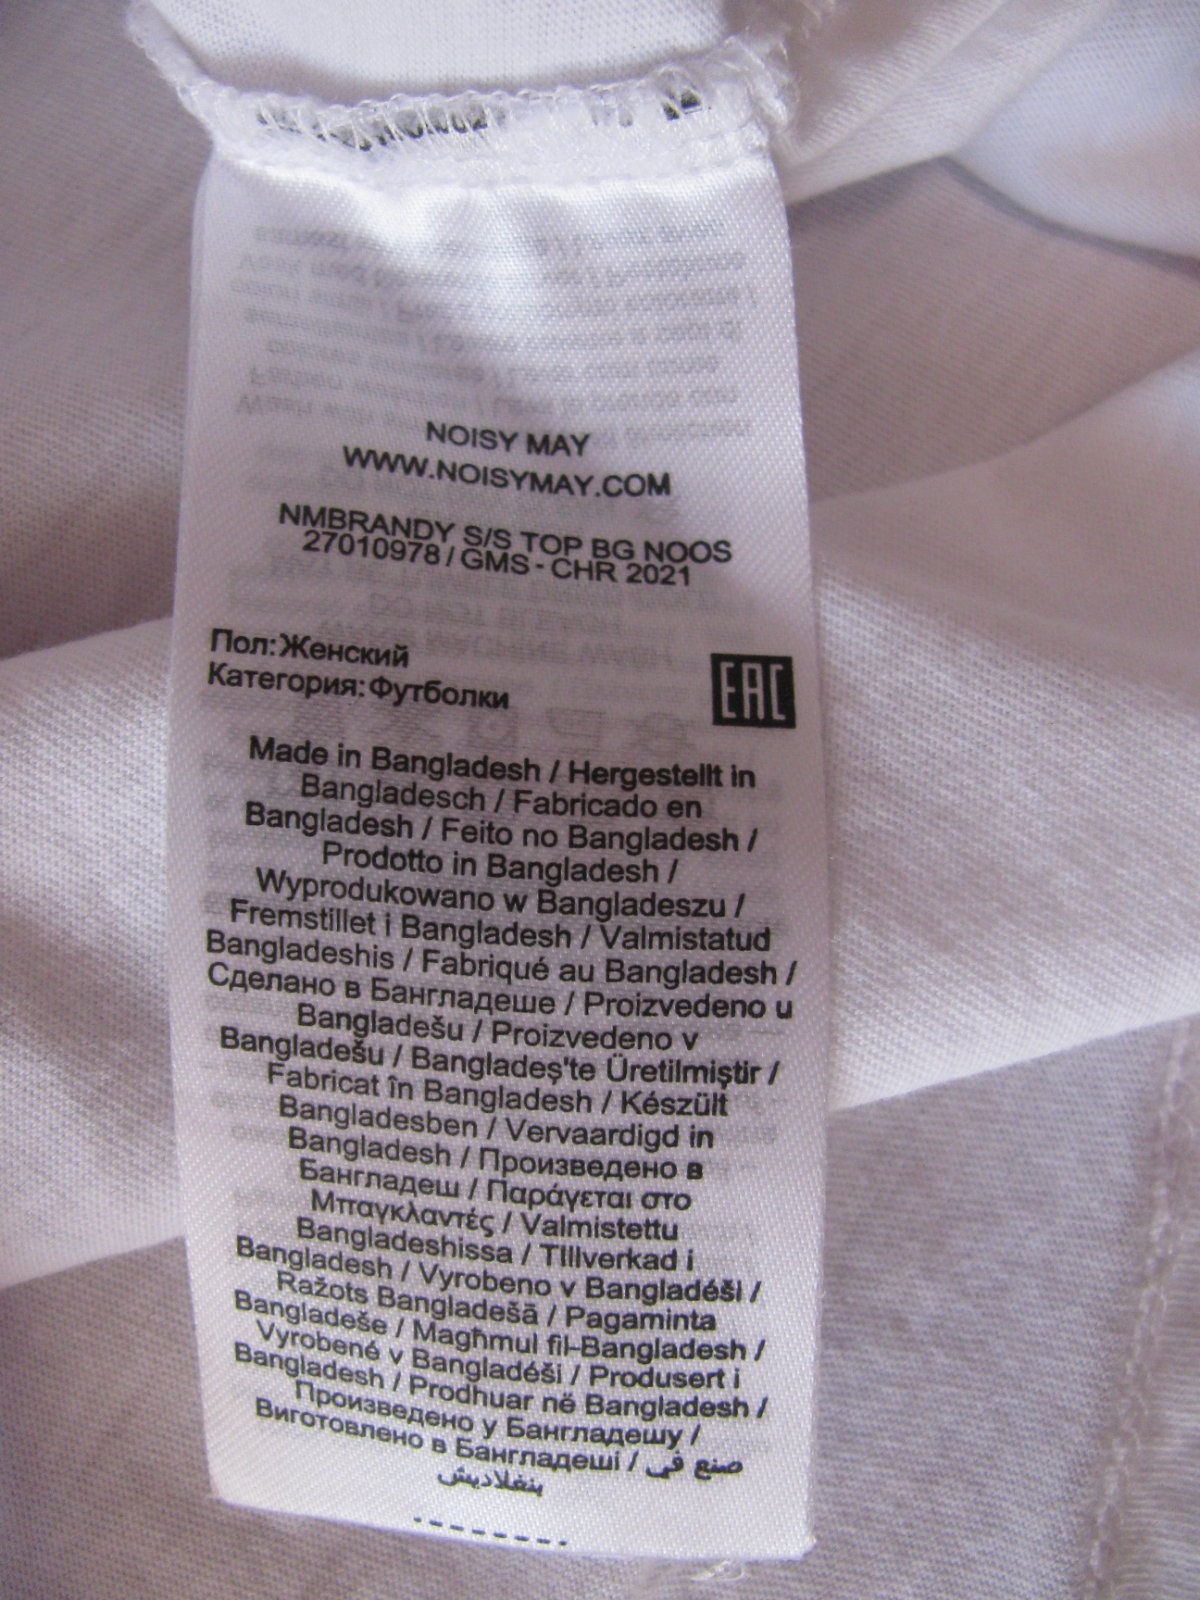 NOISY MAY
WWW.NOISYMAY.COM
NMBRANDY S/S TOP BG NOOS
27010978 / GMS - CHR 2021
Пол:Женский
Категория:Футболки
EAC
Made in Bangladesh / Hergestellt in
Bangladesch / Fabricado en
Bangladesh / Feito no Bangladesh /
Prodotto in Bangladesh /
Wyprodukowano w Bangladeszu /
Fremstillet i Bangladesh / Valmistatud
Bangladeshis / Fabriqué au Bangladesh /
Сделано в Бангладеше / Proizvedeno u
Bangladešu / Proizvedeno v
Bangladešu / Bangladeş'te Üretilmiştir /
Fabricat în Bangladesh / Készült
Bangladesben / Vervaardigd in
Bangladesh / Произведено в
Бангладеш / Παράγεται στο
Μπαγκλαντές / Valmistettu
Bangladeshissa / TIllverkad i
Bangladesh / Vyrobeno v Bangladéši /
Ražots Bangladešā / Pagaminta
Bangladeše / Magħmul fil-Bangladesh /
Vyrobené v Bangladéši / Produsert i
Bangladesh / Prodhuar në Bangladesh /
Произведено у Бангладешу /
Виготовлено в Бангладеші / صنع في
بنغلاديش